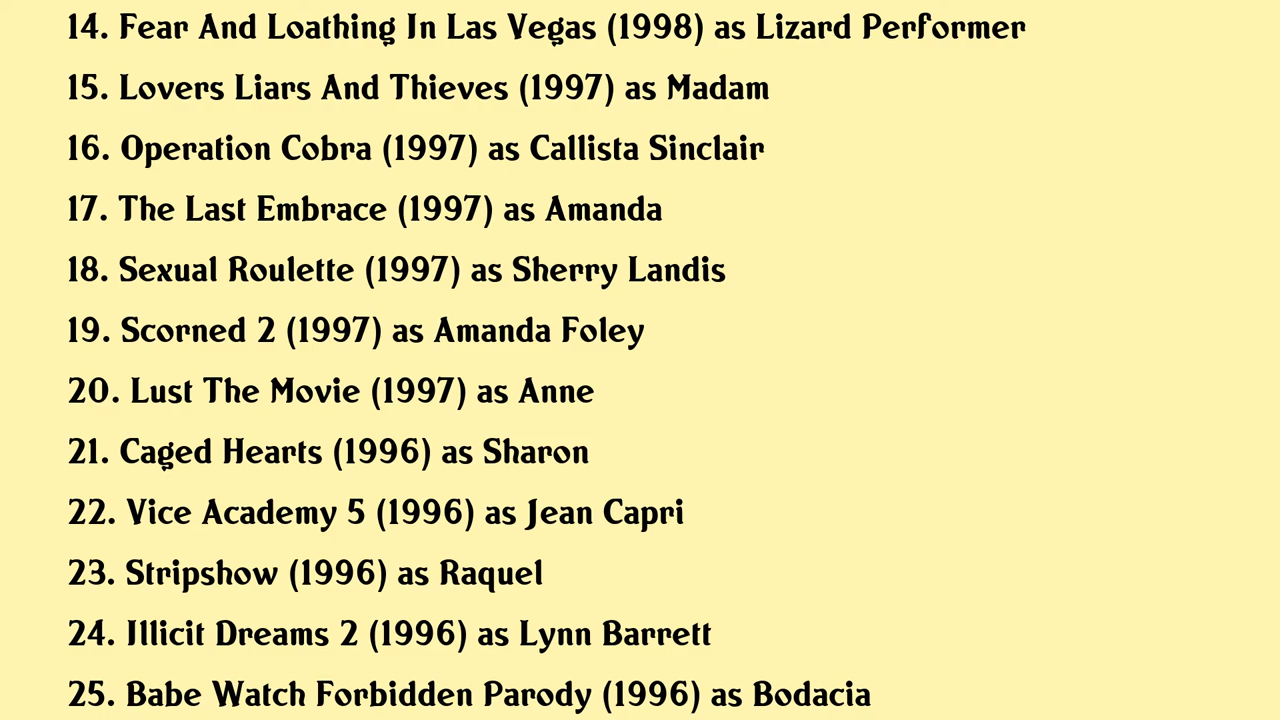 14. Fear And Loathing In Las Vegas (1998) as Lizard Performer
15. Lovers Liars And Thieves (1997) as Madam
16. Operation Cobra (1997) as Callista Sinclair
17. The Last Embrace (1997) as Amanda
18. Sexual Roulette (1997) as Sherry Landis
19. Scorned 2 (1997) as Amanda Foley
20. Lust The Movie (1997) as Anne
21. Caged Hearts (1996) as Sharon
22. Vice Academy 5 (1996) as Jean Capri
23. Stripshow (1996) as Raquel
24. Illicit Dreams 2 (1996) as Lynn Barrett
25. Babe Watch Forbidden Parody (1996) as Bodacia